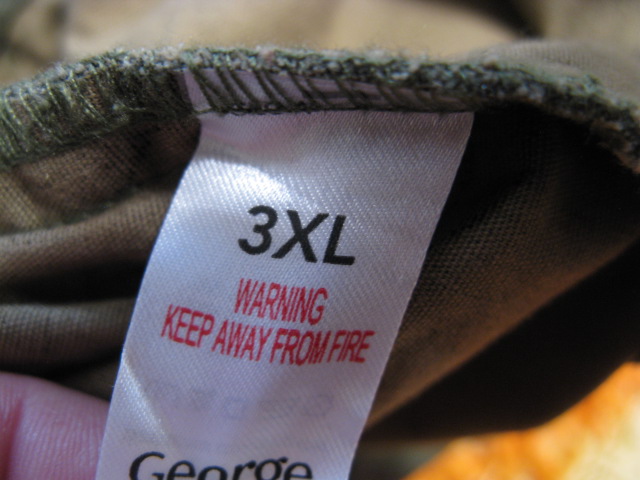 3XL
WARNING
KEEP AWAY FROM FIRE
George